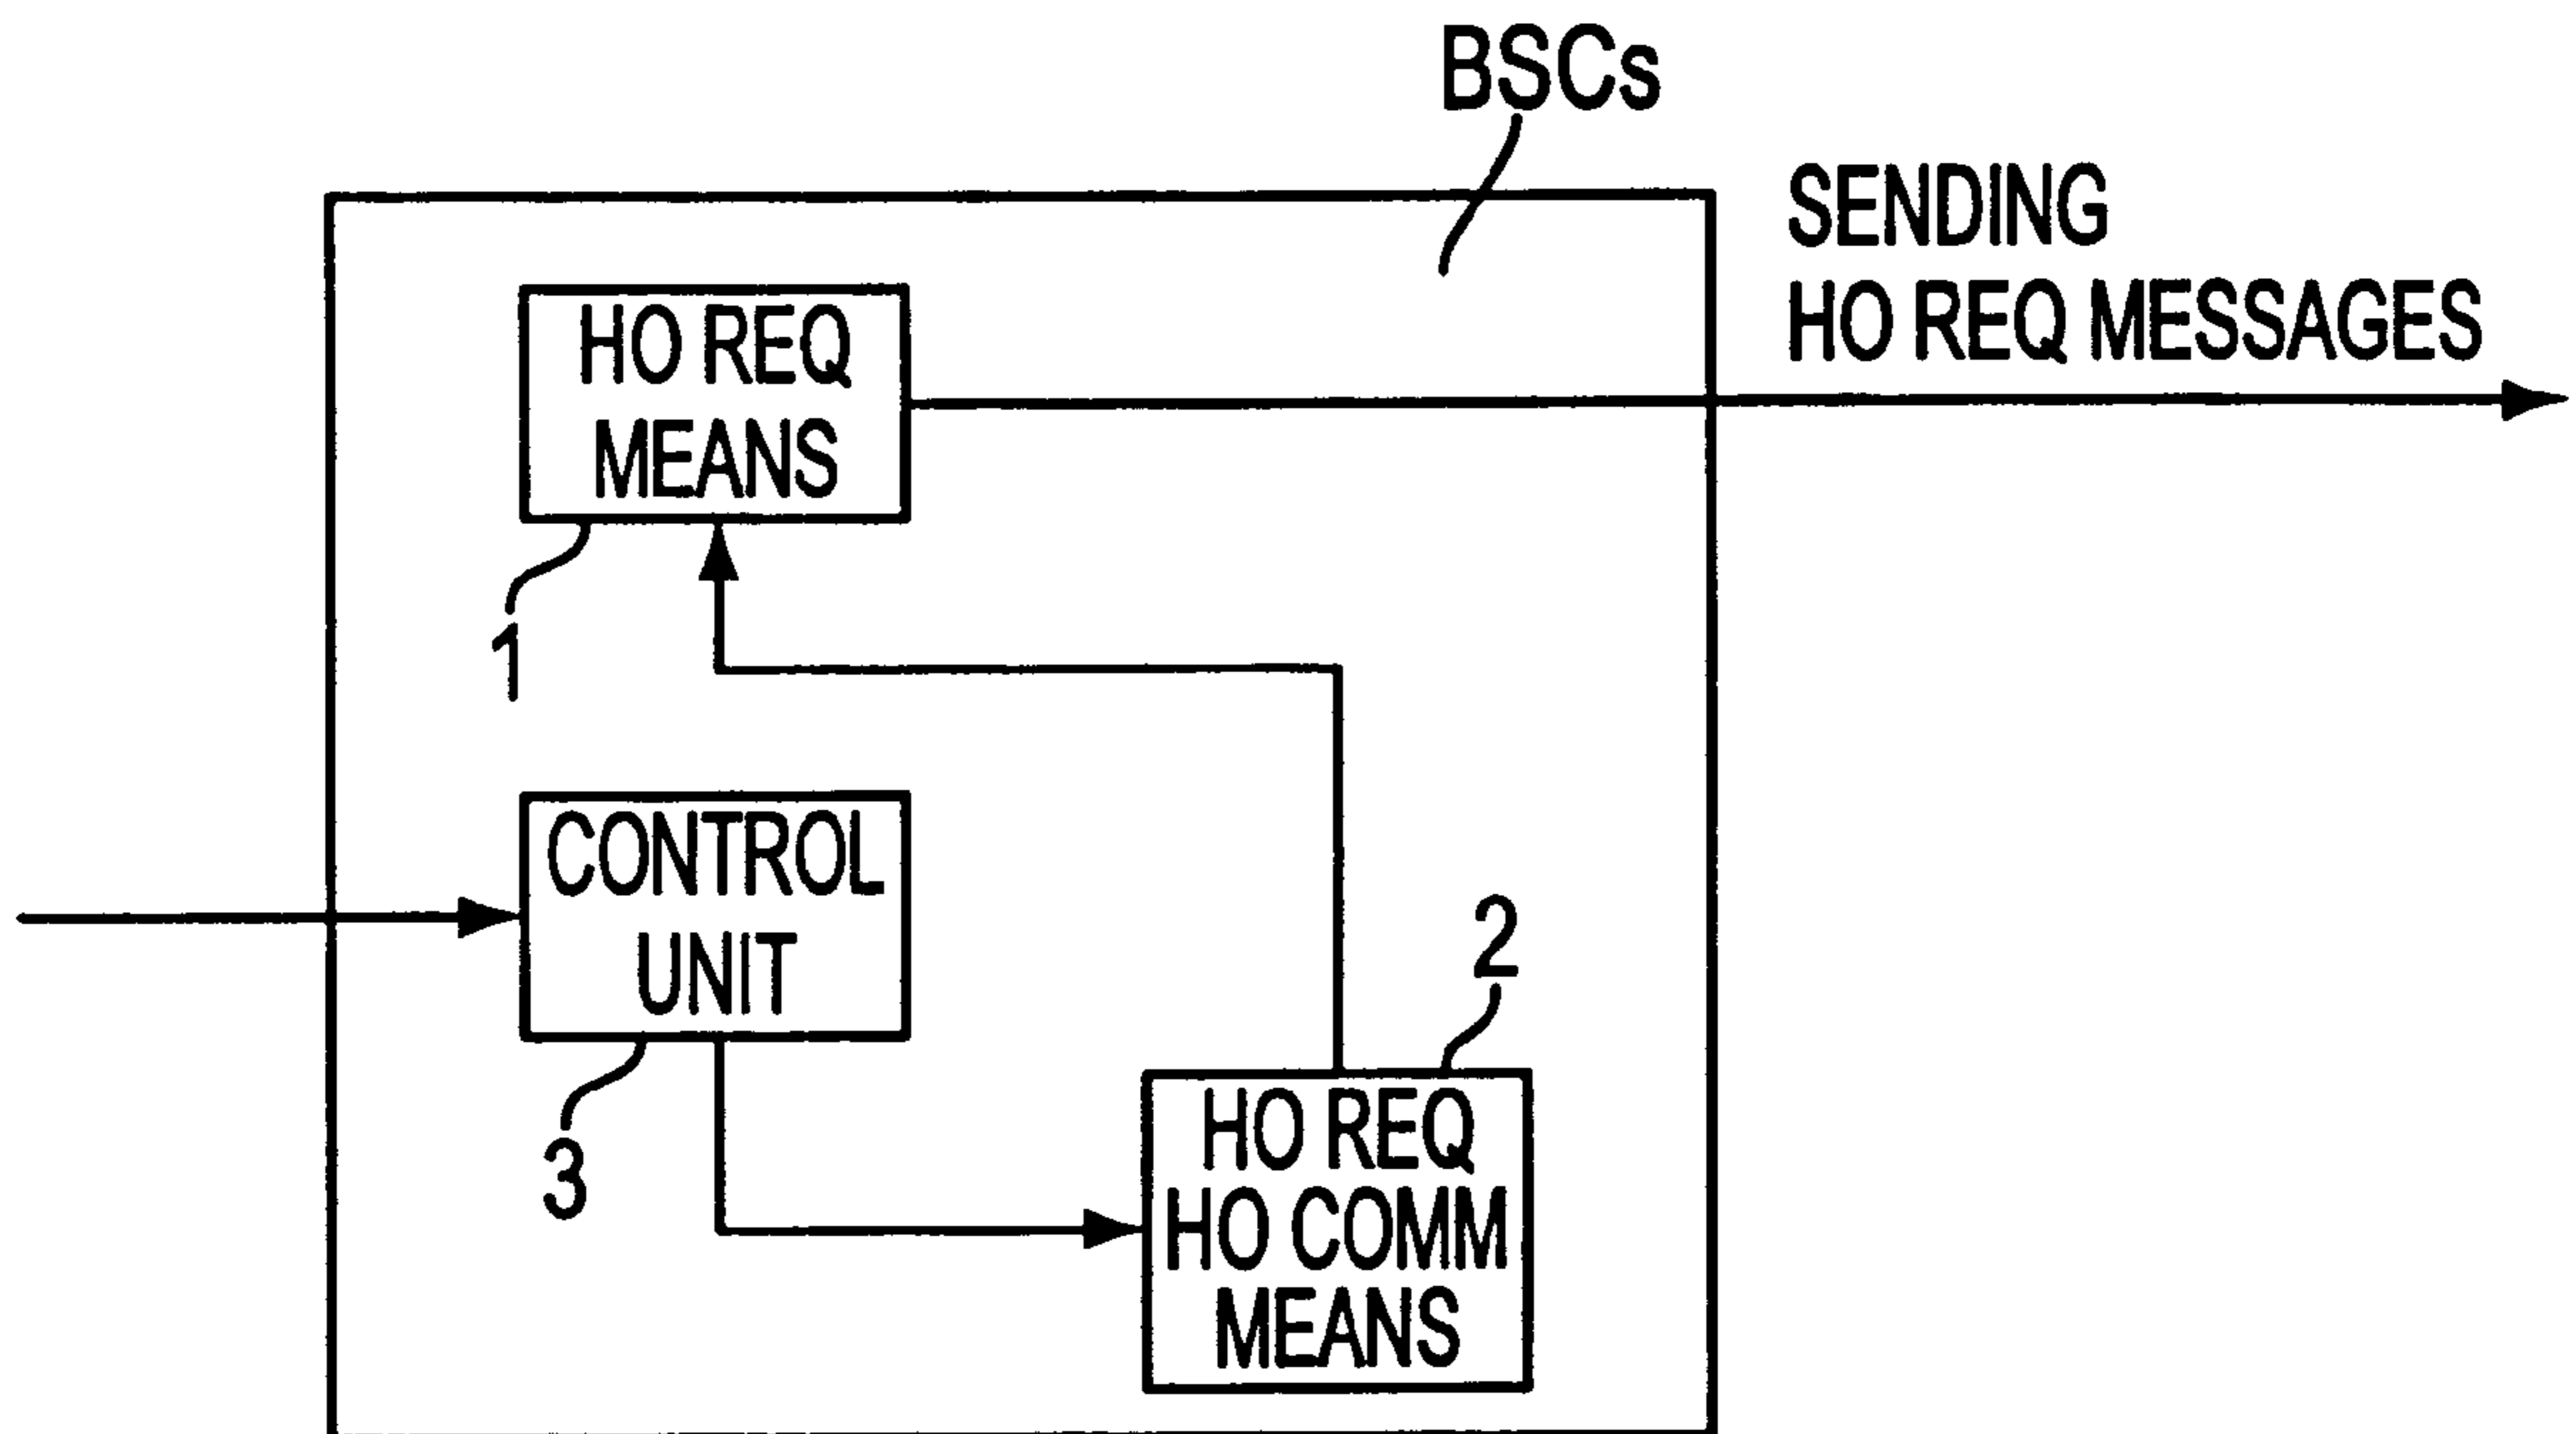 BSCs
SENDING
HO REQ MESSAGES
HO REQ
MEANS
1
CONTROL
UNIT
3
2
HO REQ
HO COMM
MEANS